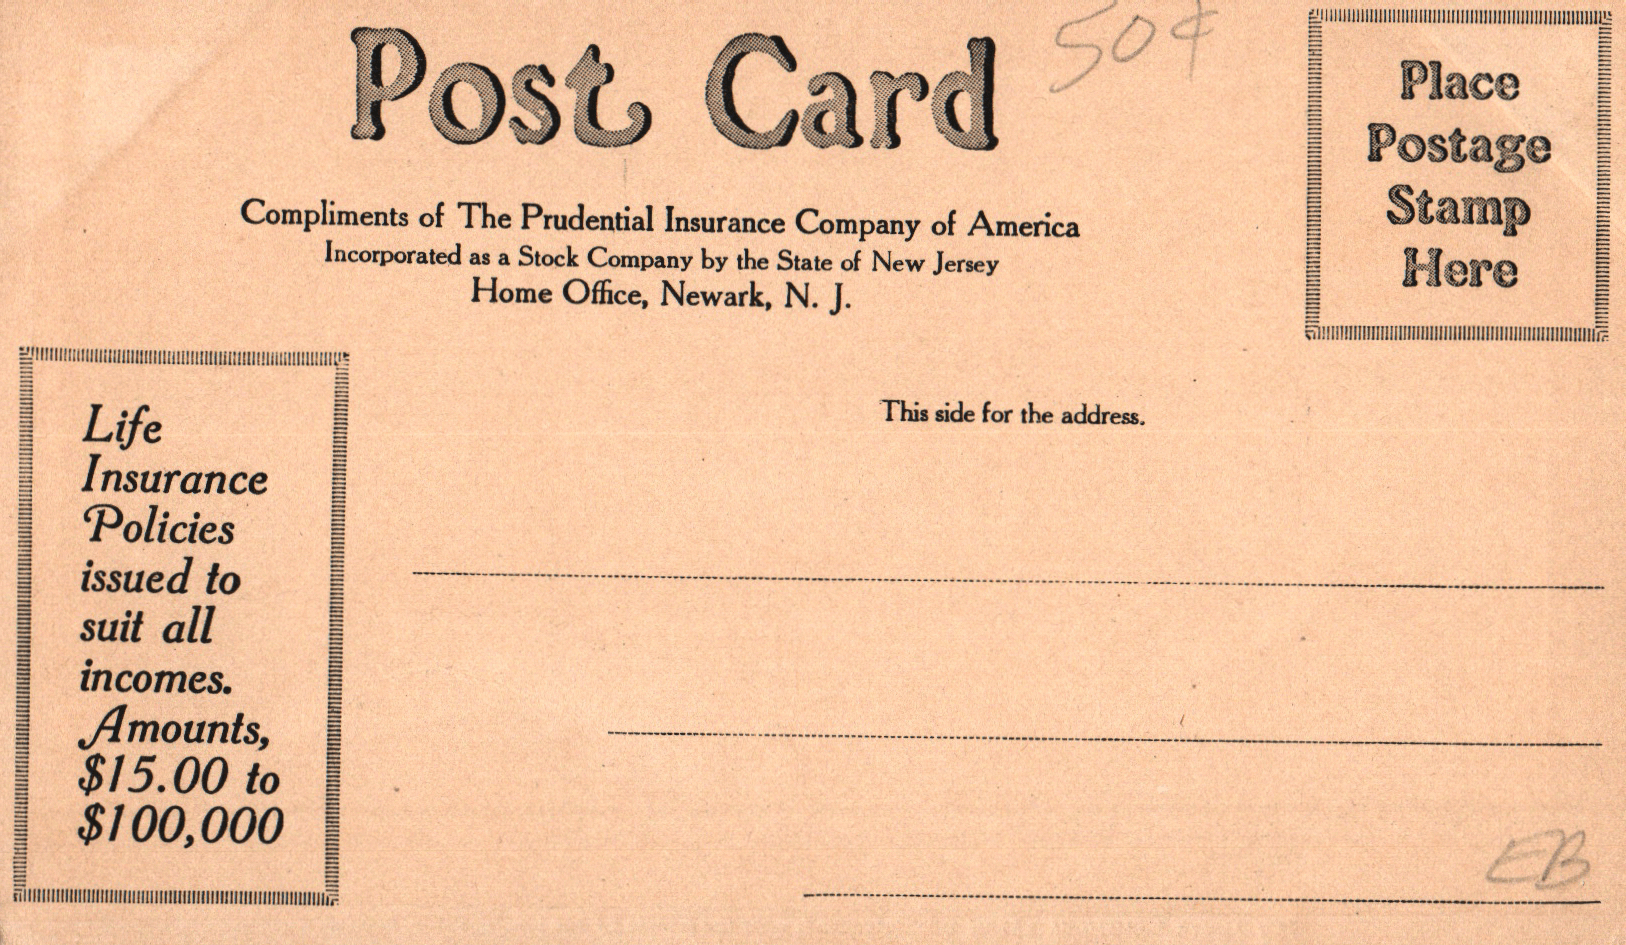 Post Card
50¢
Place
Postage
Stamp
Here
Compliments of The Prudential Insurance Company of America
Incorporated as a Stock Company by the State of New Jersey
Home Office, Newark, N. J.
Life
Insurance
Policies
issued to
suit all
incomes.
Amounts,
$15.00 to
$100,000
This side for the address.
EB